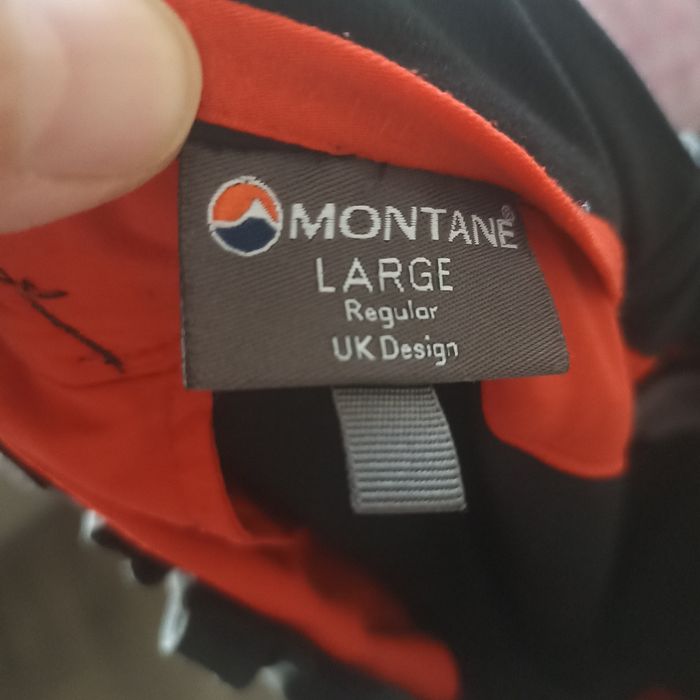 MONTANE®
LARGE
Regular
UK Design